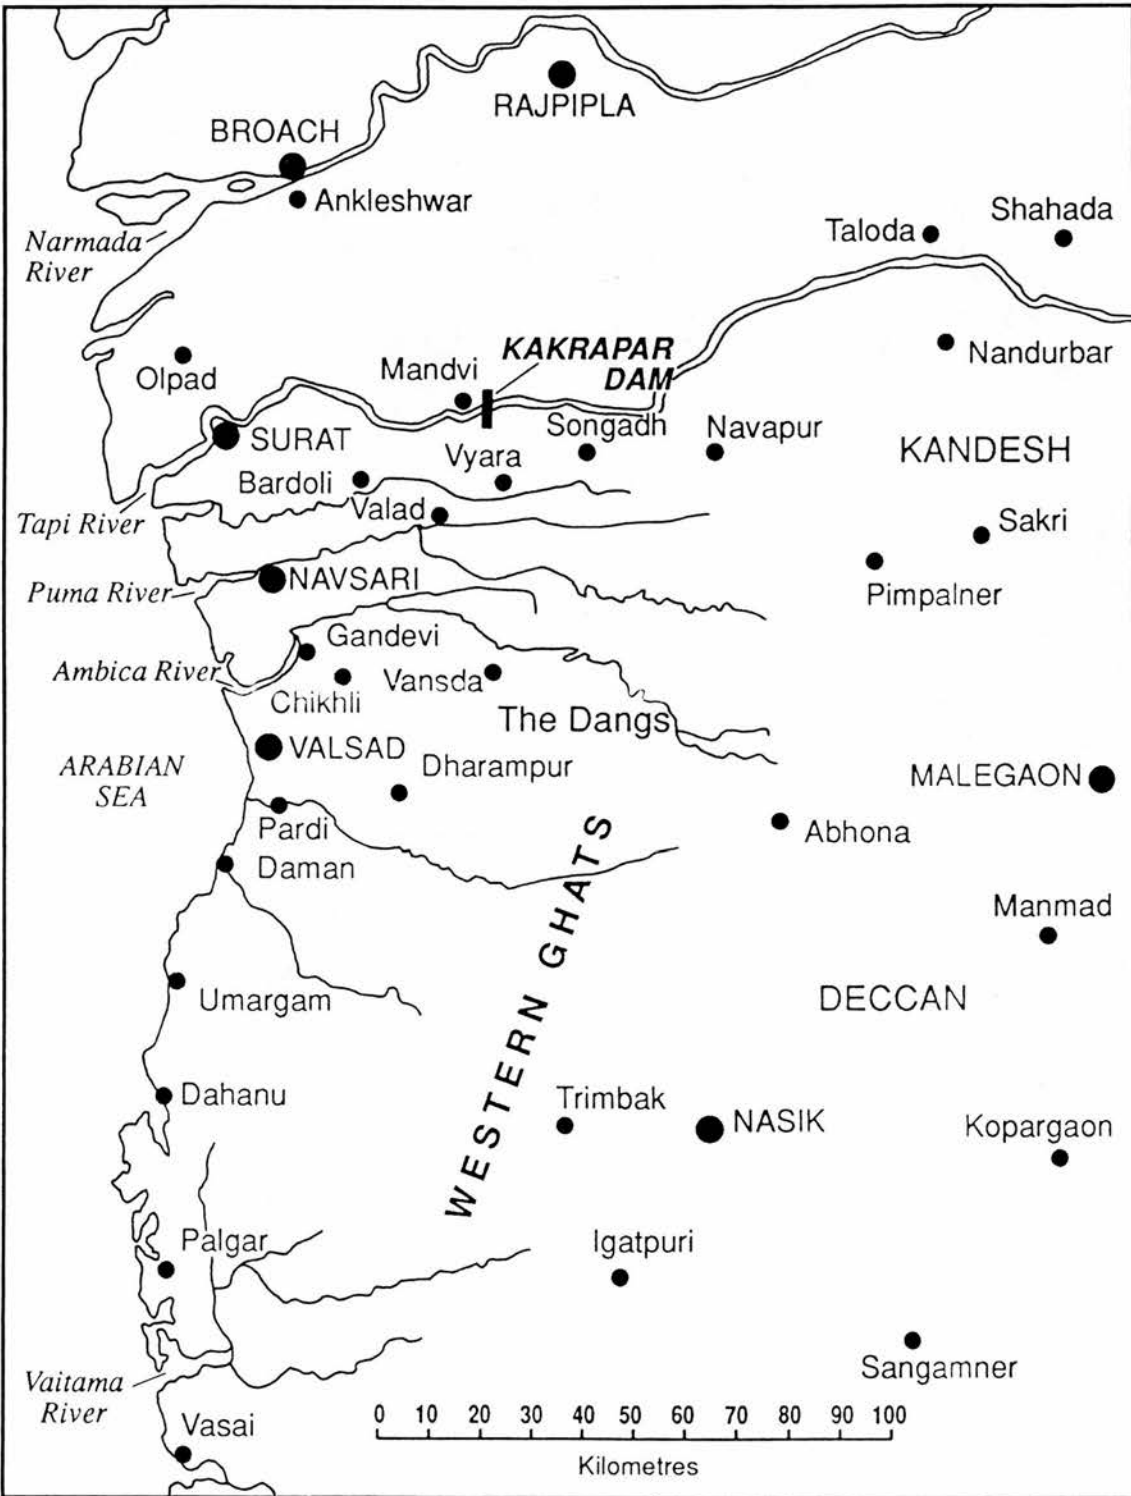 RAJPIPLA
BROACH
Ankleshwar
Narmada
River
Taloda
Shahada
Olpad
Mandvi
KAKRAPAR
DAM
Nandurbar
SURAT
Songadh
Navapur
KANDESH
Bardoli
Vyara
Valad
Tapi River
Sakri
Puma River
NAVSARI
Pimpalner
Gandevi
Ambica River
Vansda
Chikhli
The Dangs
VALSAD
ARABIAN
SEA
Dharampur
MALEGAON
Pardi
Abhona
Daman
WESTERN GHATS
Manmad
Umargam
DECCAN
Dahanu
Trimbak
NASIK
Kopargaon
Palgar
Igatpuri
Sangamner
Vaitama
River
Vasai
0 10 20 30 40 50 60 70 80 90 100
Kilometres